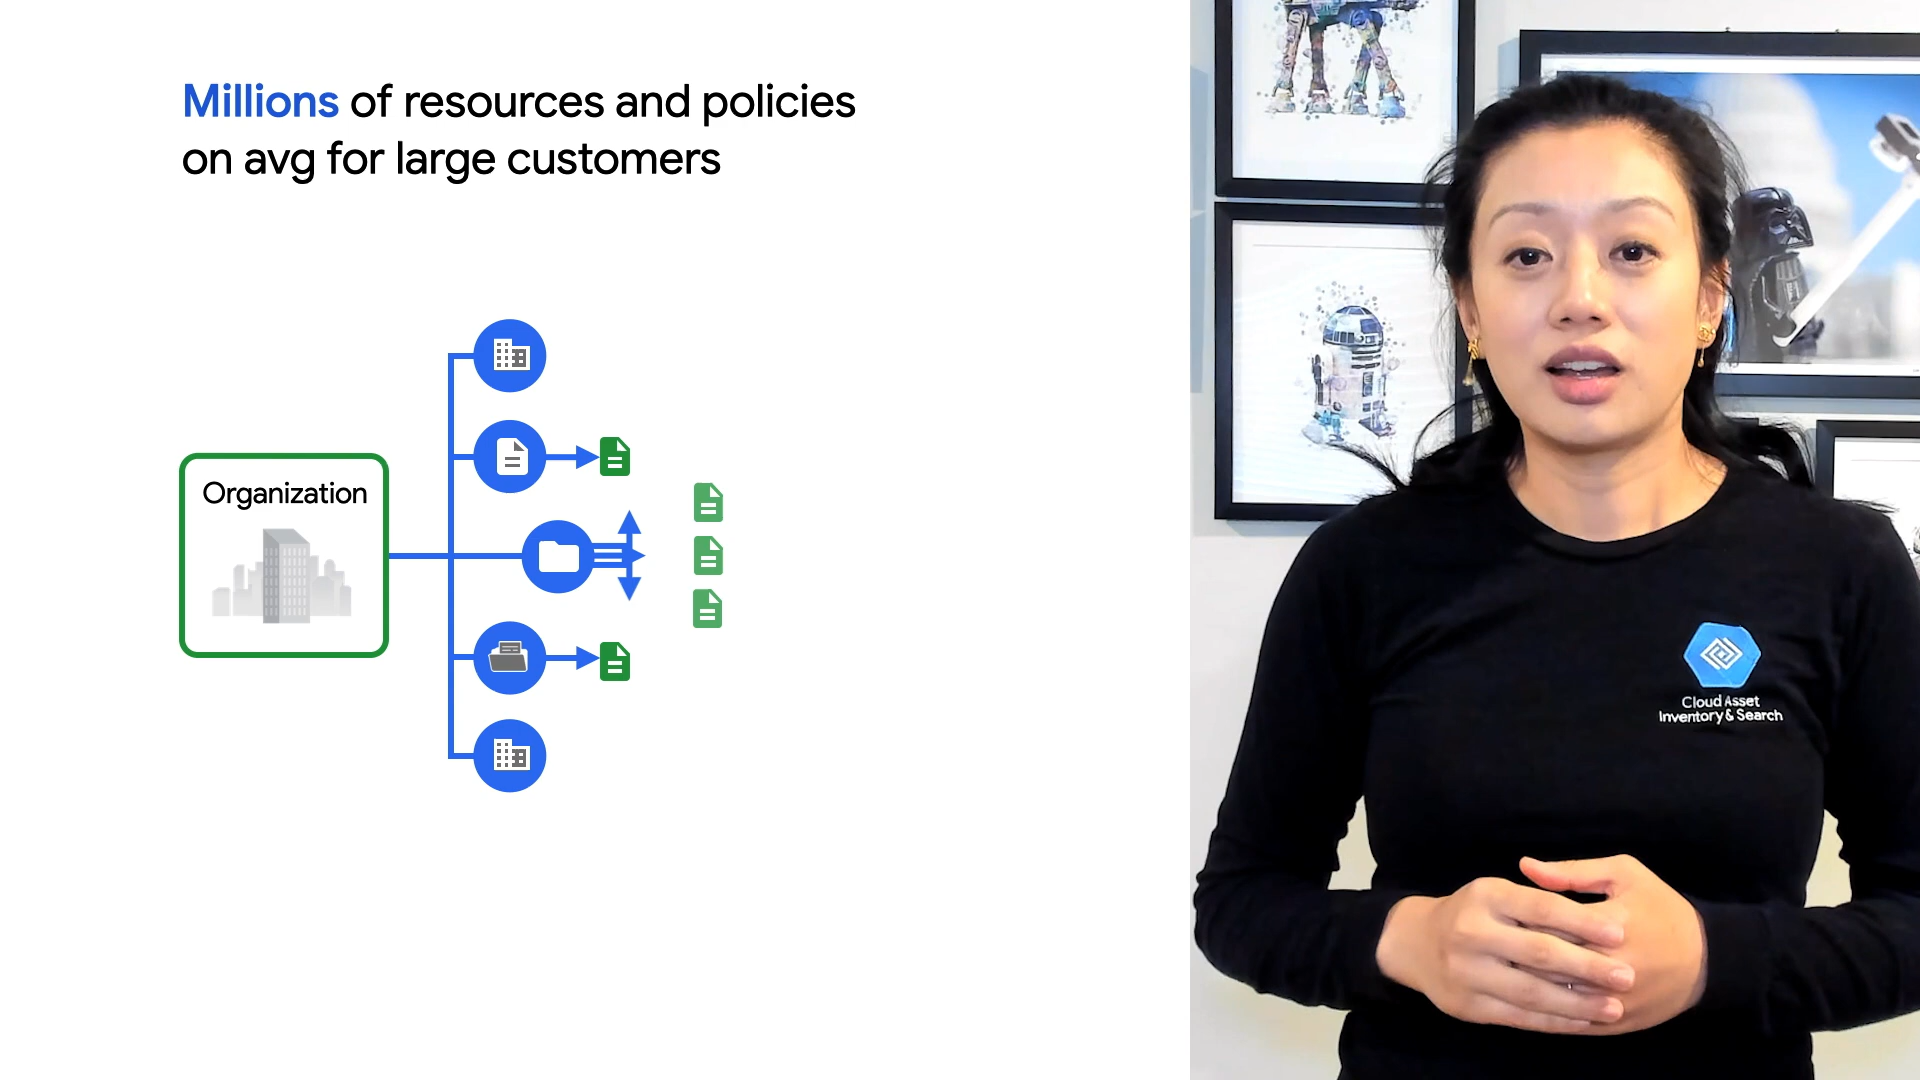 Millions of resources and policies
on avg for large customers
Organization
Cloud Asset
Inventory & Search